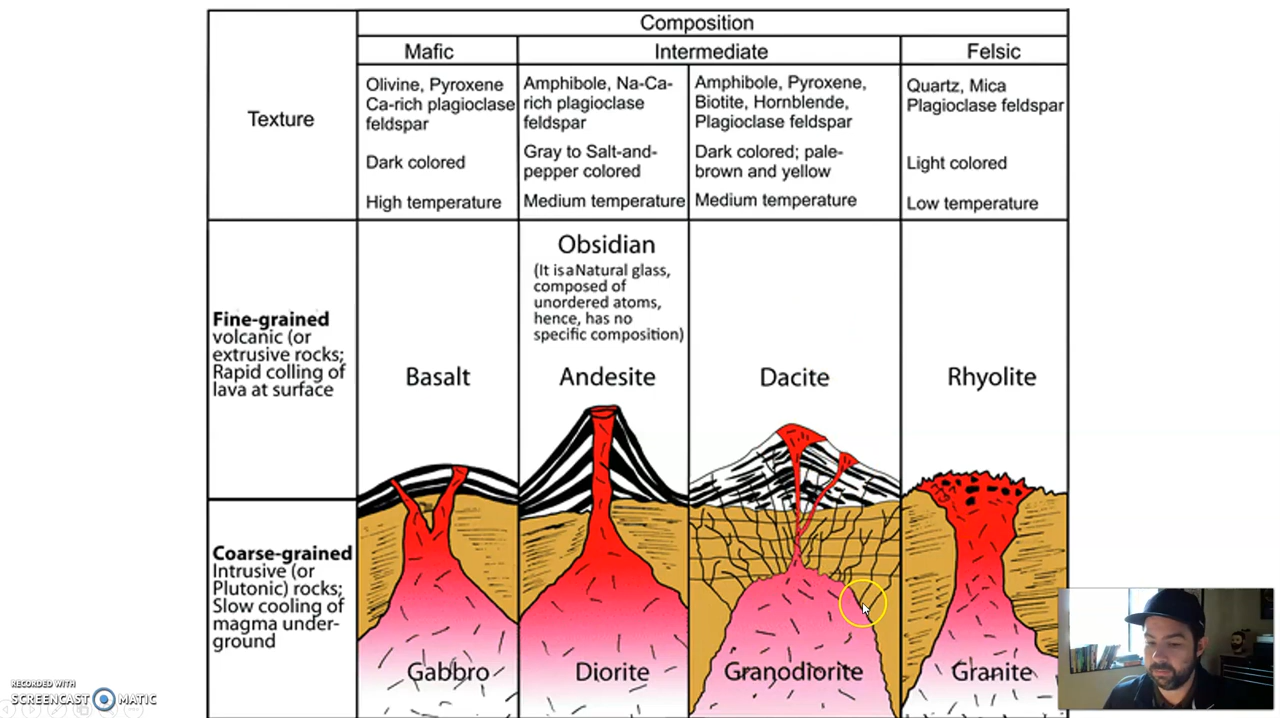 Composition
Mafic
Intermediate
Felsic
Texture
Olivine, Pyroxene
Ca-rich plagioclase
feldspar
Dark colored
High temperature
Amphibole, Na-Ca-
rich plagioclase
feldspar
Gray to Salt-and-
pepper colored
Medium temperature
Amphibole, Pyroxene,
Biotite, Hornblende,
Plagioclase feldspar
Dark colored; pale-
brown and yellow
Medium temperature
Quartz, Mica
Plagioclase feldspar
Light colored
Low temperature
Fine-grained
volcanic (or
extrusive rocks;
Rapid colling of
lava at surface
Basalt
Obsidian
(It is a Natural glass,
composed of
unordered atoms,
hence, has no
specific composition)
Andesite
Dacite
Rhyolite
Coarse-grained
Intrusive (or
Plutonic) rocks;
Slow cooling of
magma under-
ground
Gabbro
Diorite
Granodiorite
Granite
RECORDED WITH
SCREENCAST MATIC